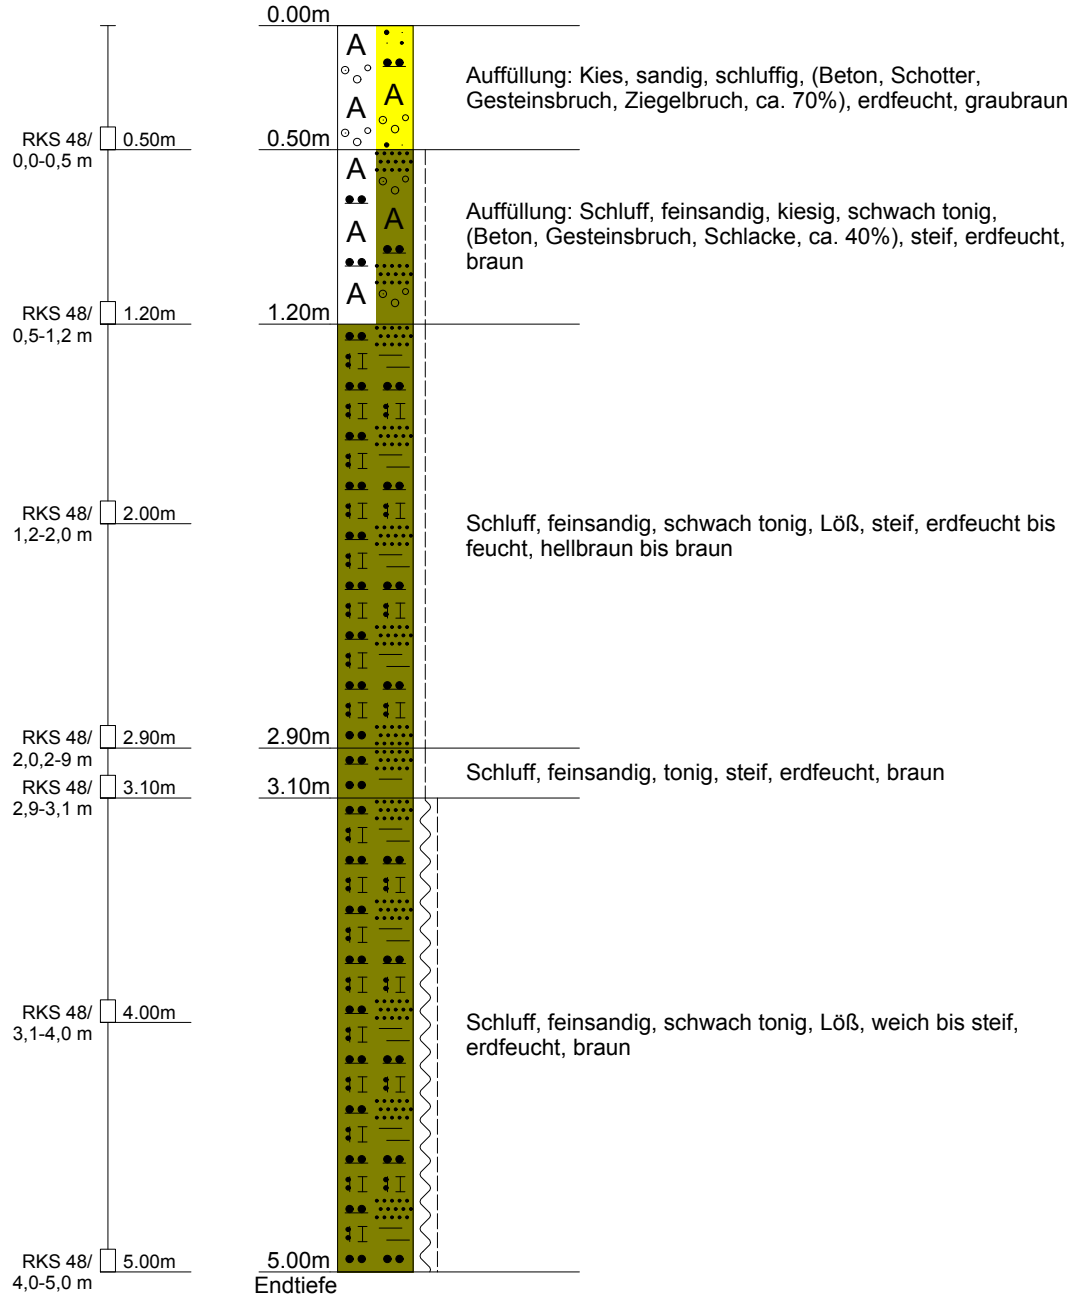 0.00m
A
A
A
Auffüllung: Kies, sandig, schluffig, (Beton, Schotter,
Gesteinsbruch, Ziegelbruch, ca. 70%), erdfeucht, graubraun
RKS 48/
0,0-0,5 m
0.50m
0.50m
A
A
A
A
Auffüllung: Schluff, feinsandig, kiesig, schwach tonig,
(Beton, Gesteinsbruch, Schlacke, ca. 40%), steif, erdfeucht,
braun
RKS 48/
0,5-1,2 m
1.20m
1.20m
RKS 48/
1,2-2,0 m
2.00m
Schluff, feinsandig, schwach tonig, Löß, steif, erdfeucht bis
feucht, hellbraun bis braun
RKS 48/
2,0,2-9 m
2.90m
2.90m
Schluff, feinsandig, tonig, steif, erdfeucht, braun
RKS 48/
2,9-3,1 m
3.10m
3.10m
RKS 48/
3,1-4,0 m
4.00m
Schluff, feinsandig, schwach tonig, Löß, weich bis steif,
erdfeucht, braun
RKS 48/
4,0-5,0 m
5.00m
5.00m
Endtiefe